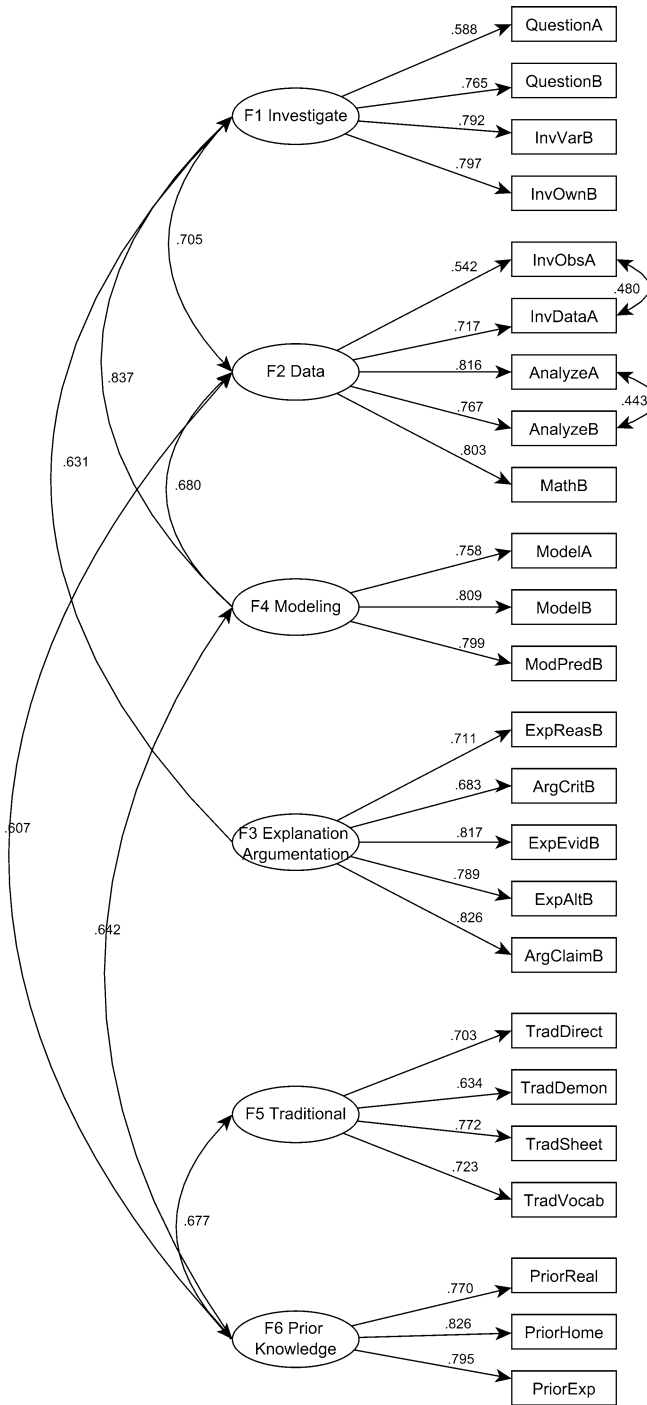 .588
QuestionA
.765
QuestionB
F1 Investigate
.792
InvVarB
.797
InvOwnB
.705
.542
InvObsA
.480
.717
InvDataA
F2 Data
.816
AnalyzeA
.837
.767
.443
AnalyzeB
.631
.803
.680
MathB
.758
ModelA
F4 Modeling
.809
ModelB
.799
ModPredB
.711
ExpReasB
.683
ArgCritB
F3 Explanation
Argumentation
.817
ExpEvidB
.607
.789
ExpAltB
.642
.826
ArgClaimB
.703
TradDirect
.634
TradDemon
F5 Traditional
.772
TradSheet
.723
TradVocab
.677
.770
PriorReal
F6 Prior
Knowledge
.826
PriorHome
.795
PriorExp